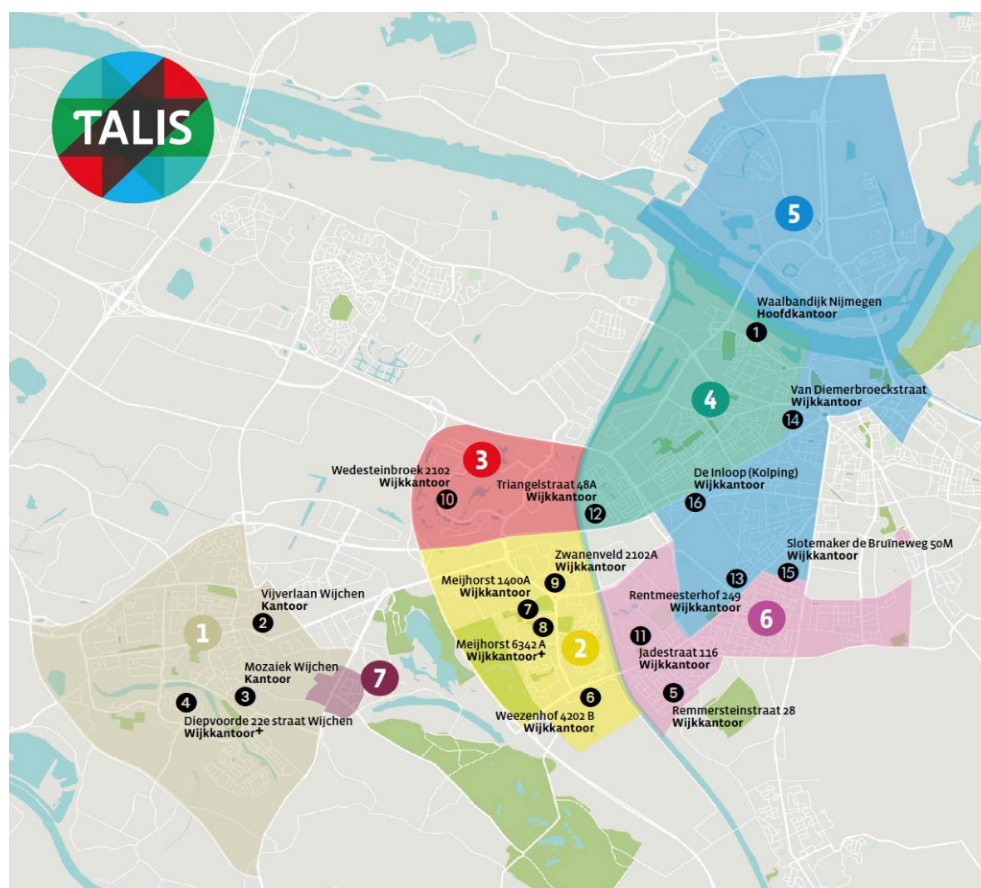 TALIS
5
Waalbandijk Nijmegen
Hoofdkantoor
1
4
Van Diemerbroeckstraat
Wijkkantoor
14
3
Wedesteinbroek 2102
Wijkkantoor
10
Triangelstraat 48A
Wijkkantoor
12
De Inloop (Kolping)
Wijkkantoor
16
Slotemaker de Bruïneweg 50M
Wijkkantoor
15
Zwanenveld 2102A
Wijkkantoor
9
Meijhorst 1400A
Wijkkantoor
7
8
Meijhorst 6342 A
Wijkkantoor+
Rentmeesterhof 249
Wijkkantoor
13
6
Vijverlaan Wijchen
Kantoor
2
1
11
Jadestraat 116
Wijkkantoor
2
Mozaiek Wijchen
Kantoor
3
7
4
Diepvoorde 22e straat Wijchen
Wijkkantoor+
6
Weezenhof 4202 B
Wijkkantoor
5
Remmersteinstraat 28
Wijkkantoor